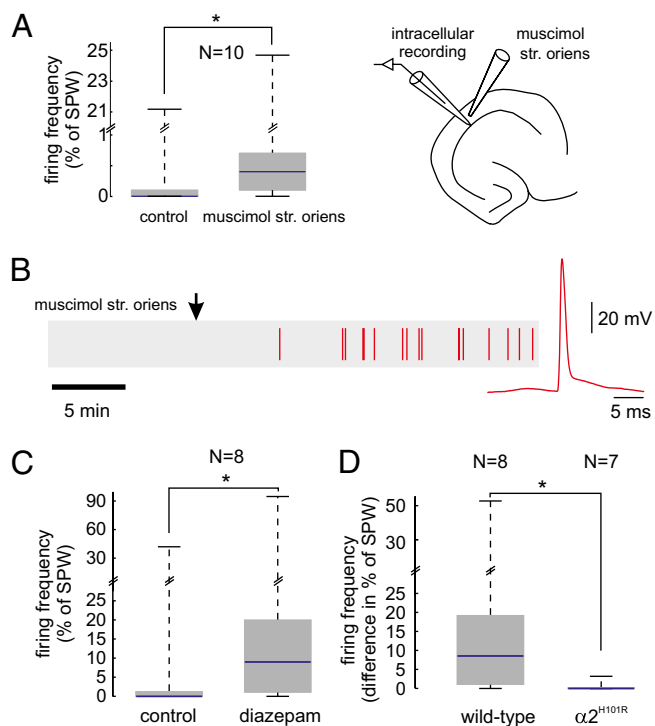 A
firing frequency
(% of SPW)
25
21
1
0
*
N=10
control
muscimol str. oriens
intracellular
recording
muscimol
str. oriens
B
muscimol str. oriens
5 min
20 mV
5 ms
C
N=8
*
firing frequency
(% of SPW)
90
60
30
25
20
15
10
5
0
control
diazepam
D
N=8
N=7
*
firing frequency
(difference in % of SPW)
50
30
25
20
15
10
5
0
wild-type
α2H101R